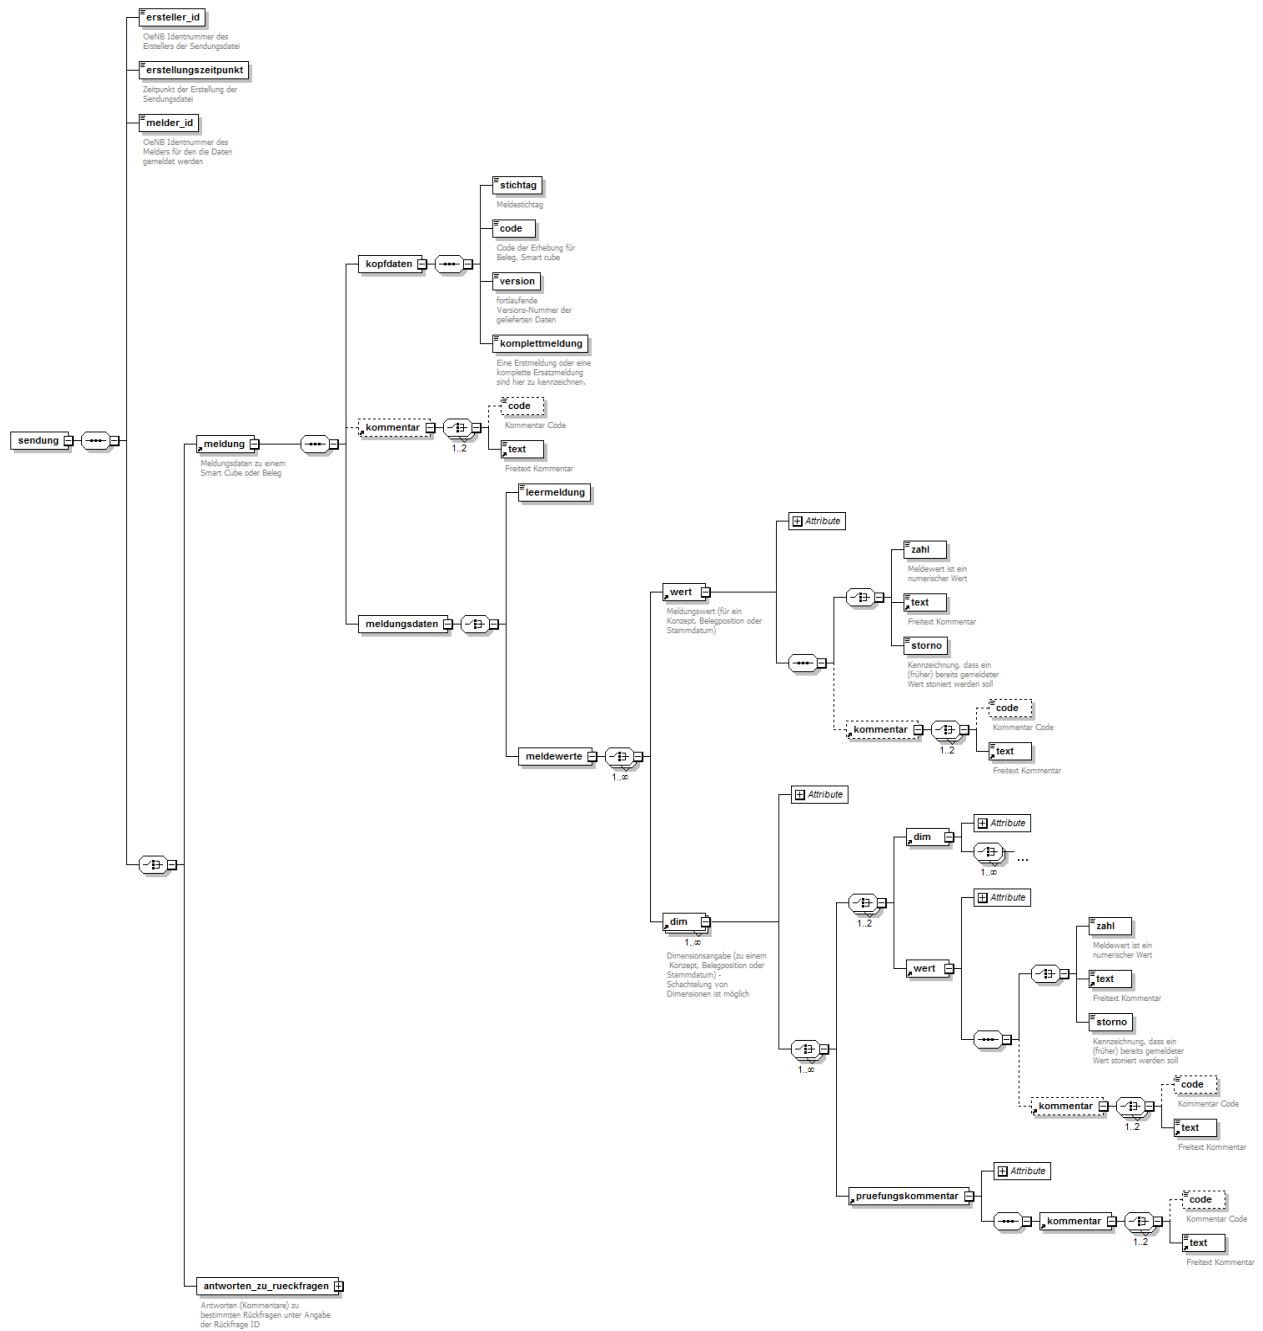 ersteller_id
OeNB Identnummer des
Erstellers der Sendungsdatei
erstellungszeitpunkt
Zeitpunkt der Erstellung der
Sendungsdatei
melder_id
OeNB Identnummer des
Melders für den die Daten
gemeldet werden
stichtag
Meldestichtag
code
Code der Erhebung für
Beleg, Smart cube
kopfdaten
version
fortlaufende
Versions-Nummer der
gelieferten Daten
komplettmeldung
Eine Erstmeldung oder eine
komplette Ersatzmeldung
sind hier zu kennzeichnen.
code
Kommentar Code
kommentar
1..2
text
Freitext Kommentar
sendung
meldung
Meldungsdaten zu einem
Smart Cube oder Beleg
leermeldung
Attribute
zahl
Meldewert ist ein
numerischer Wert
wert
Meldungswert (für ein
Konzept, Belegposition oder
Stammdatum)
text
Freitext Kommentar
meldungsdaten
storno
Kennzeichnung, dass ein
(früher) bereits gemeldeter
Wert stoniert werden soll
code
Kommentar Code
kommentar
1..2
text
Freitext Kommentar
meldewerte
1..∞
Attribute
Attribute
dim
1..∞
...
Attribute
dim
1..∞
Dimensionsangabe (zu einem
Konzept, Belegposition oder
Stammdatum) -
Schachtelung von
Dimensionen ist möglich
1..2
zahl
Meldewert ist ein
numerischer Wert
wert
text
Freitext Kommentar
storno
Kennzeichnung, dass ein
(früher) bereits gemeldeter
Wert stoniert werden soll
1..∞
code
Kommentar Code
kommentar
1..2
text
Freitext Kommentar
Attribute
pruefungskommentar
code
Kommentar Code
kommentar
1..2
text
Freitext Kommentar
antworten_zu_rueckfragen
Antworten (Kommentare) zu
bestimmten Rückfragen unter Angabe
der Rückfrage ID